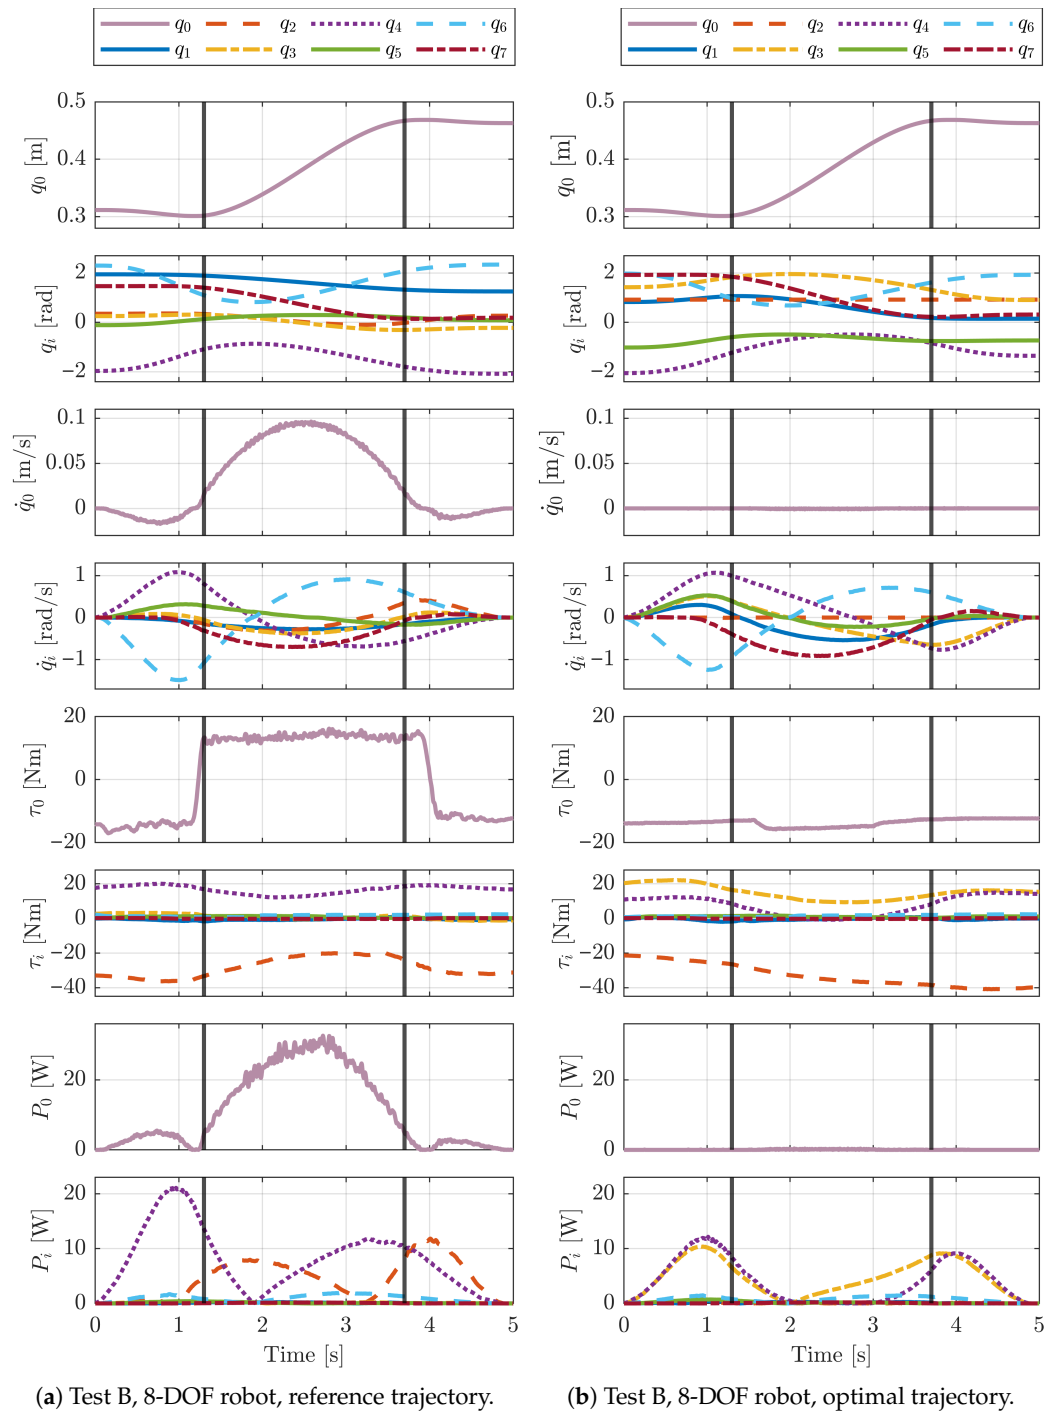 q0 q2 q4 q6
q1 q3 q5 q7
q0 q2 q4 q6
q1 q3 q5 q7
0.5
0.4
0.3
q0 [m]
0.5
0.4
0.3
q0 [m]
2
0
−2
qi [rad]
2
0
−2
qi [rad]
0.1
0.05
0
q̇0 [m/s]
0.1
0.05
0
q̇0 [m/s]
1
0
−1
q̇i [rad/s]
1
0
−1
q̇i [rad/s]
20
0
−20
τ0 [Nm]
20
0
−20
τ0 [Nm]
20
0
−20
−40
τi [Nm]
20
0
−20
−40
τi [Nm]
20
0
P0 [W]
20
0
P0 [W]
20
10
0
Pi [W]
20
10
0
Pi [W]
0 1 2 3 4 5
Time [s]
0 1 2 3 4 5
Time [s]
(a) Test B, 8-DOF robot, reference trajectory.
(b) Test B, 8-DOF robot, optimal trajectory.